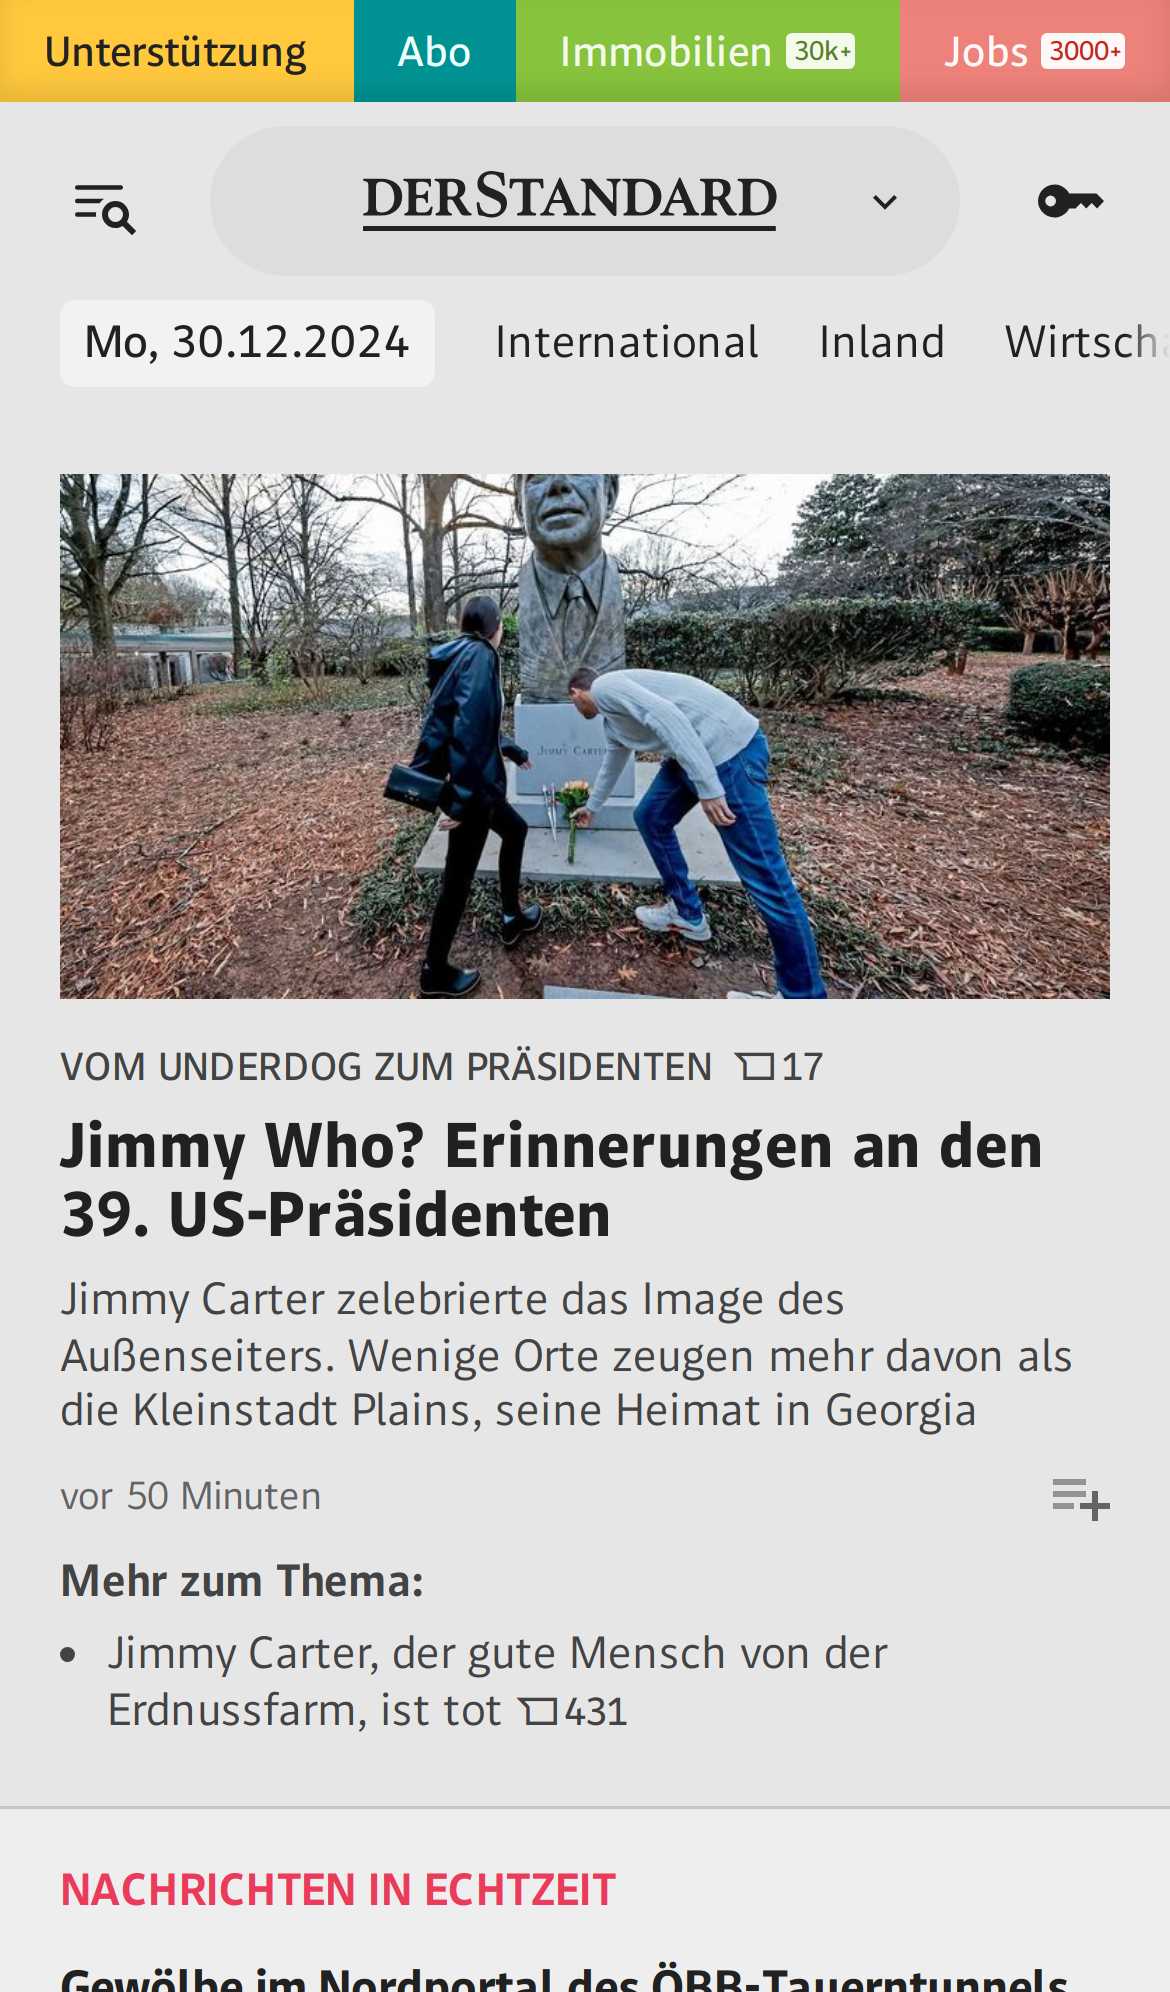 Unterstützung
Abo
Immobilien 30k+
Jobs 3000+
DERSTANDARD
Mo, 30.12.2024
International
Inland
Wirtscha
JIMMY CARTER
VOM UNDERDOG ZUM PRÄSIDENTEN 17
Jimmy Who? Erinnerungen an den
39. US-Präsidenten
Jimmy Carter zelebrierte das Image des
Außenseiters. Wenige Orte zeugen mehr davon als
die Kleinstadt Plains, seine Heimat in Georgia
vor 50 Minuten
Mehr zum Thema:
• Jimmy Carter, der gute Mensch von der
Erdnussfarm, ist tot 431
NACHRICHTEN IN ECHTZEIT
Gewölbe im Nordportal des ÖBB-Tauerntunnels